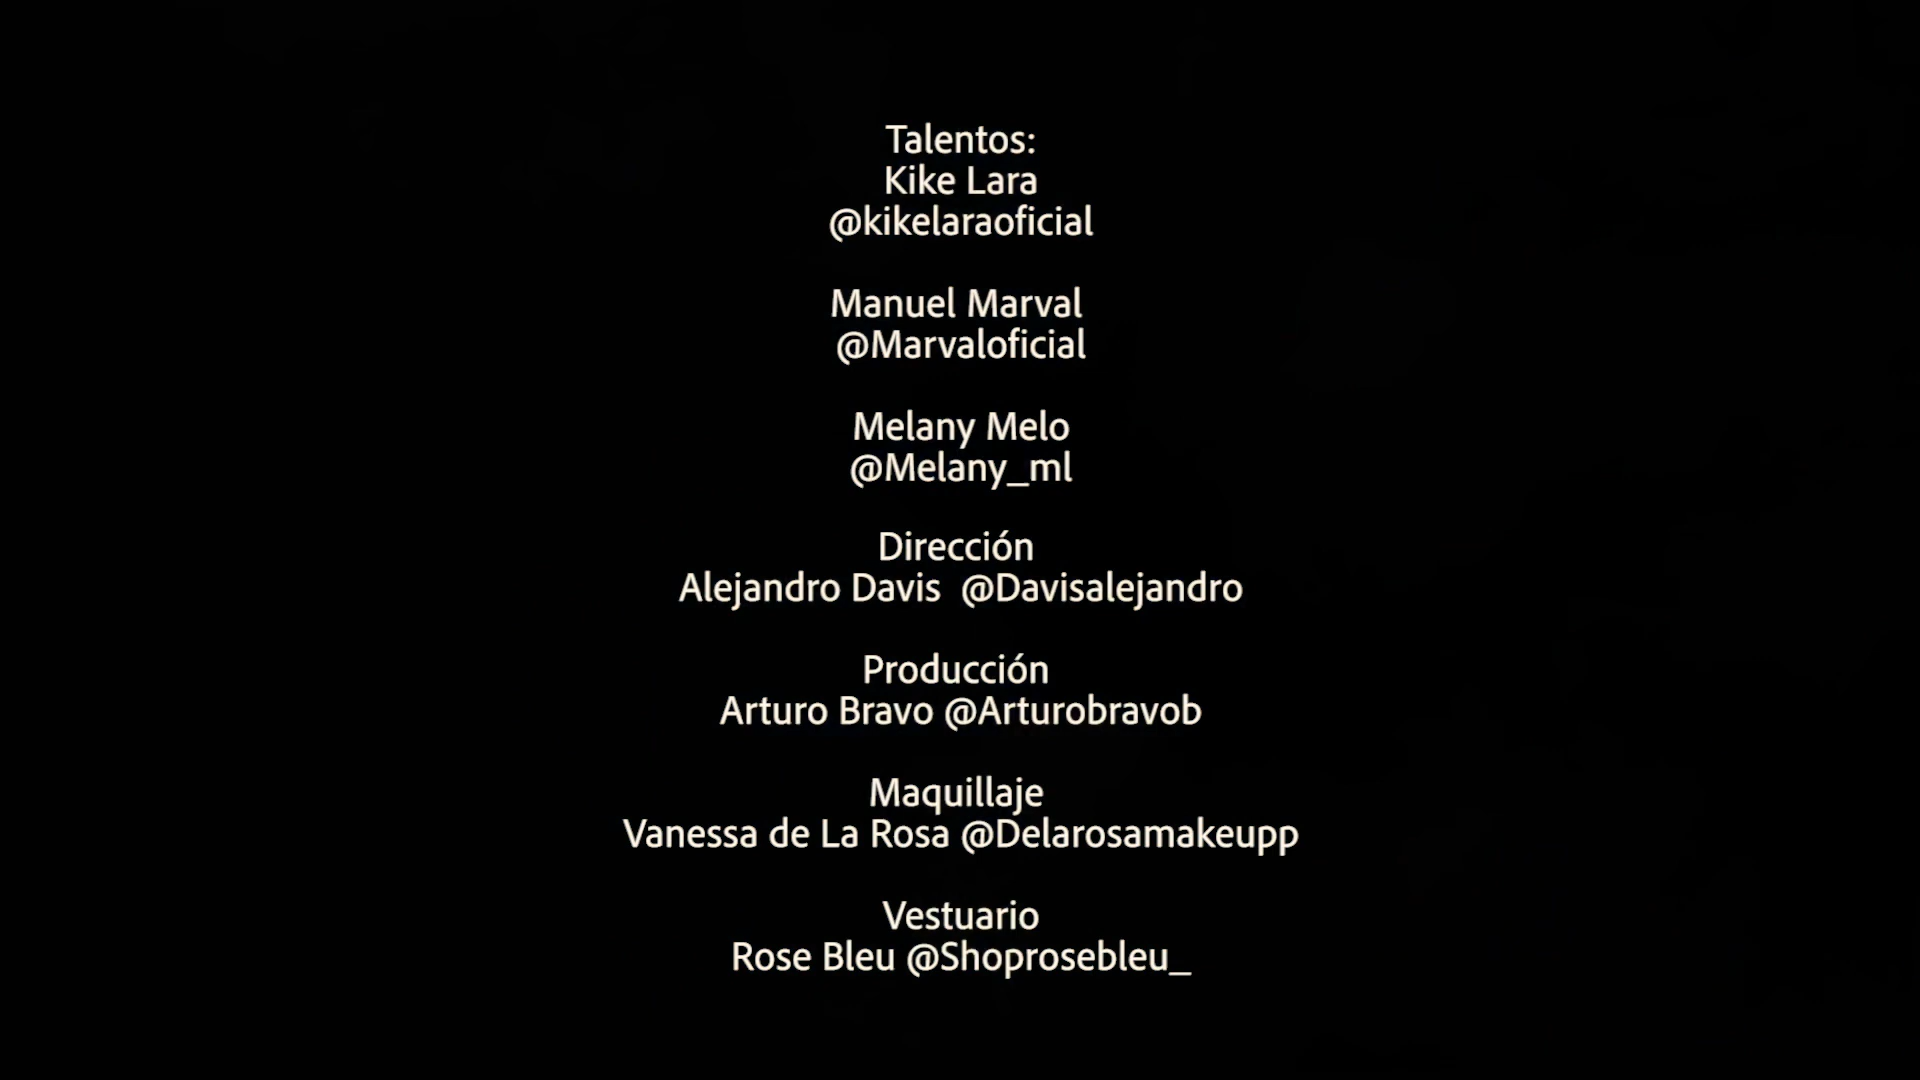 Talentos:
Kike Lara
@kikelaraoficial
Manuel Marval
@Marvaloficial
Melany Melo
@Melany_ml
Dirección
Alejandro Davis  @Davisalejandro
Producción
Arturo Bravo @Arturobravob
Maquillaje
Vanessa de La Rosa @Delarosamakeupp
Vestuario
Rose Bleu @Shoprosebleu_